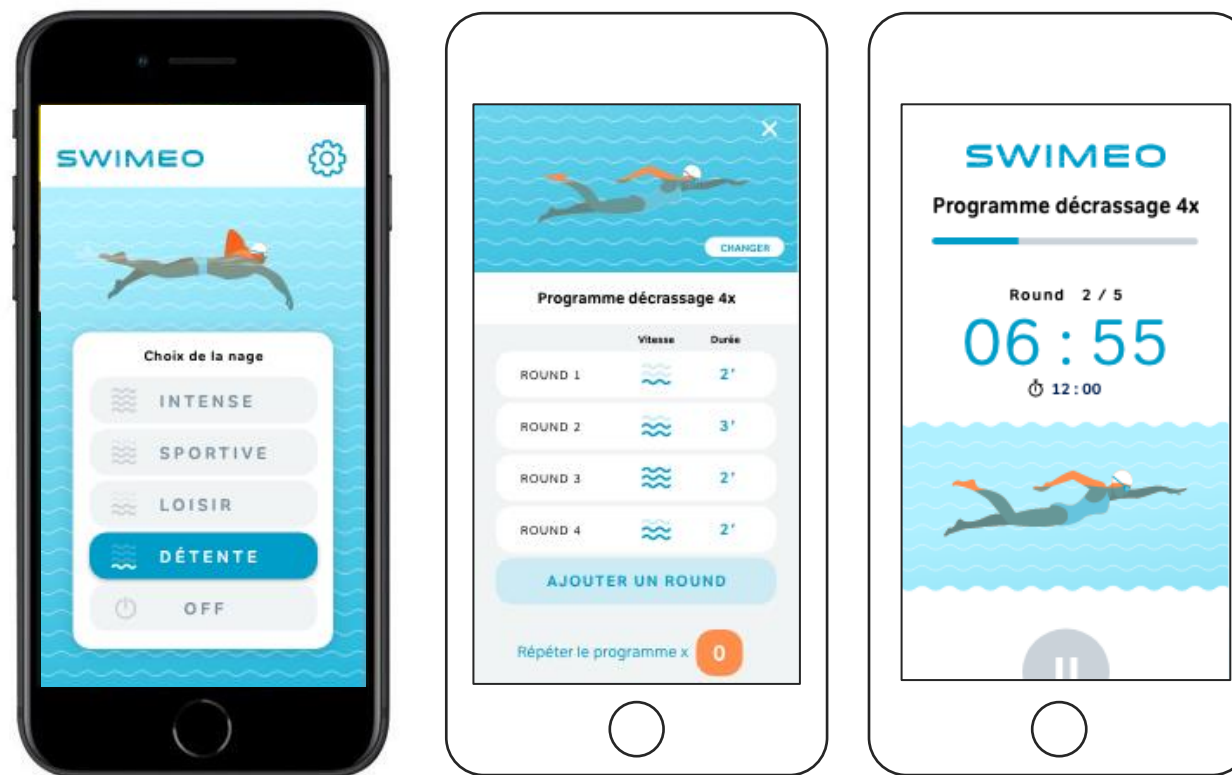 SWIMEO
Choix de la nage
INTENSE
SPORTIVE
LOISIR
DÉTENTE
OFF
CHANGER
Programme décrassage 4x
Vitesse Durée
ROUND 1 2'
ROUND 2 3'
ROUND 3 2'
ROUND 4 2'
AJOUTER UN ROUND
Répéter le programme x 0
SWIMEO
Programme décrassage 4x
Round 2 / 5
06 : 55
12 : 00